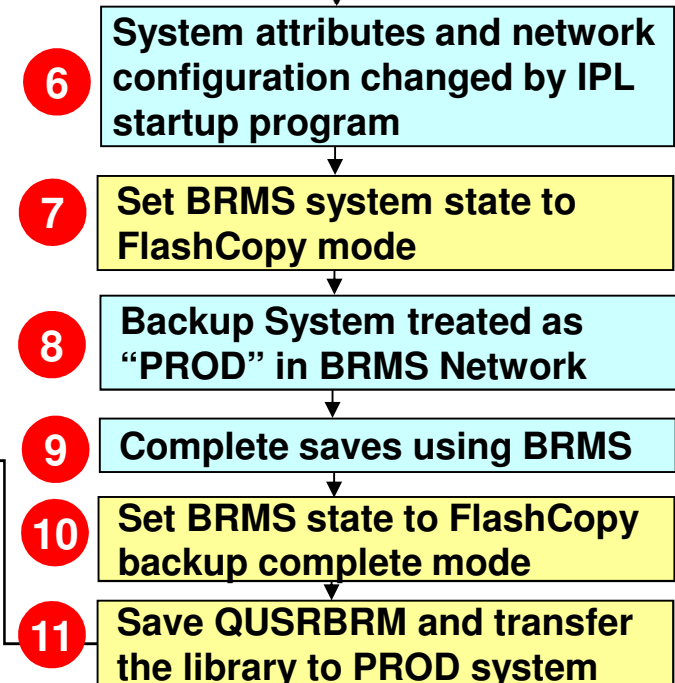 6
System attributes and network
configuration changed by IPL
startup program
7
Set BRMS system state to
FlashCopy mode
8
Backup System treated as
“PROD” in BRMS Network
9
Complete saves using BRMS
10
Set BRMS state to FlashCopy
backup complete mode
11
Save QUSRBRM and transfer
the library to PROD system